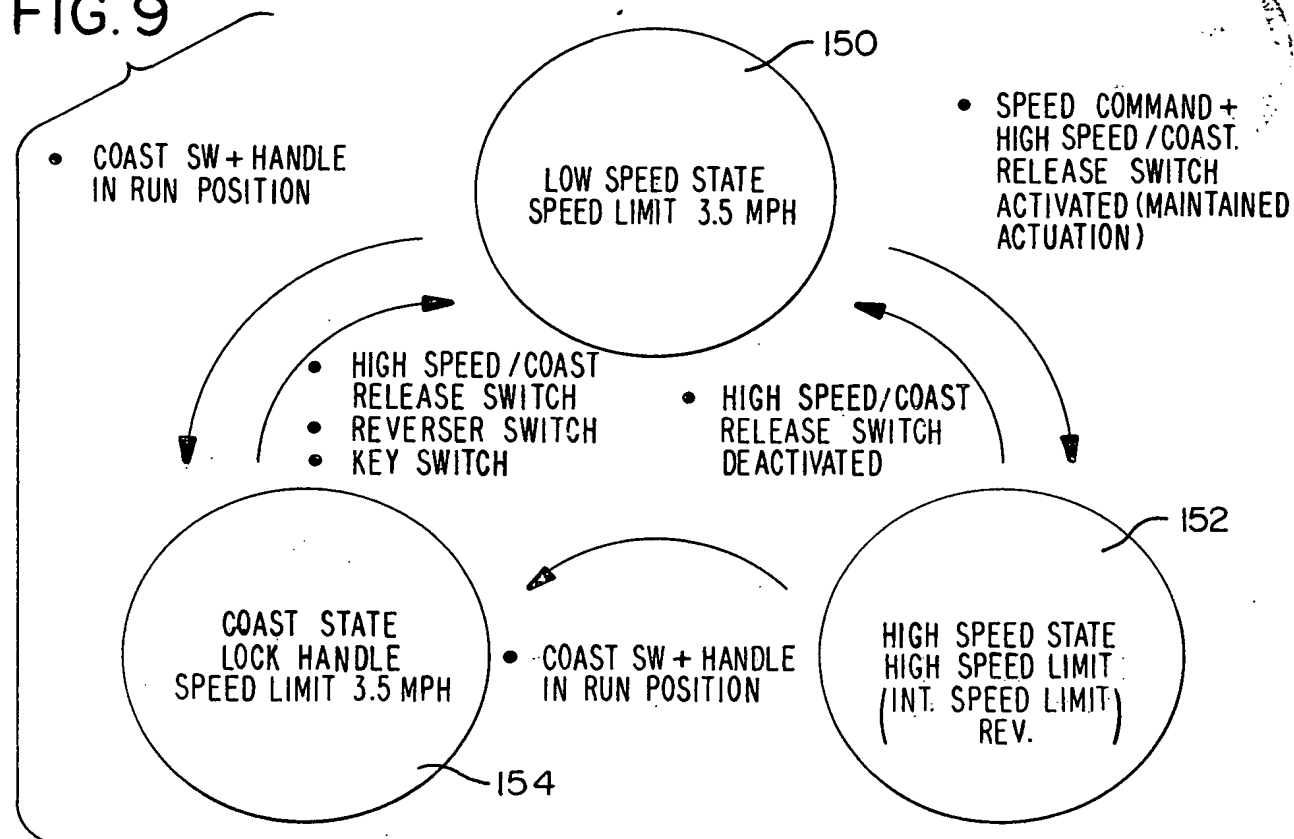 FIG. 9
150
• COAST SW + HANDLE
IN RUN POSITION
LOW SPEED STATE
SPEED LIMIT 3.5 MPH
• SPEED COMMAND +
HIGH SPEED / COAST.
RELEASE SWITCH
ACTIVATED (MAINTAINED
ACTUATION)
• HIGH SPEED / COAST
RELEASE SWITCH
• REVERSER SWITCH
• KEY SWITCH
• HIGH SPEED/COAST
RELEASE SWITCH
DEACTIVATED
152
COAST STATE
LOCK HANDLE
SPEED LIMIT 3.5 MPH
• COAST SW + HANDLE
IN RUN POSITION
HIGH SPEED STATE
HIGH SPEED LIMIT
(INT. SPEED LIMIT
REV.)
154